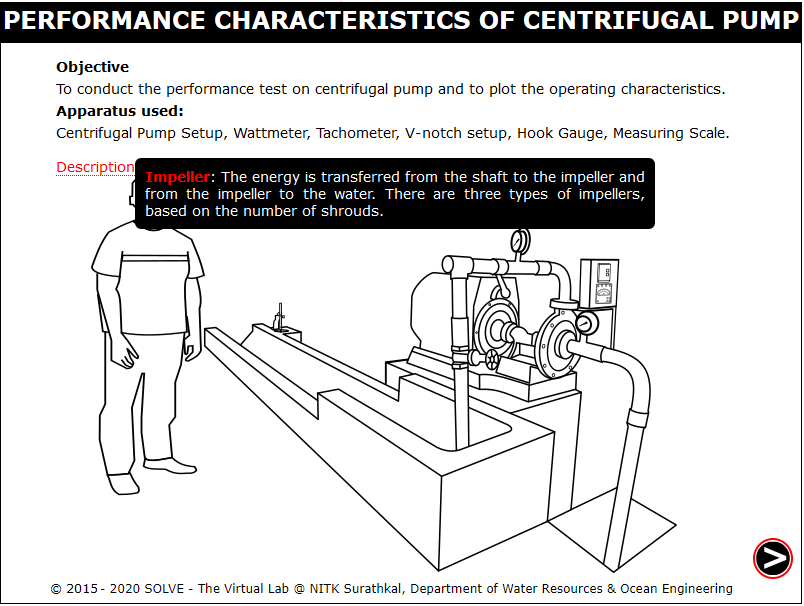 PERFORMANCE CHARACTERISTICS OF CENTRIFUGAL PUMP
Objective
To conduct the performance test on centrifugal pump and to plot the operating characteristics.
Apparatus used:
Centrifugal Pump Setup, Wattmeter, Tachometer, V-notch setup, Hook Gauge, Measuring Scale.
Description
Impeller: The energy is transferred from the shaft to the impeller and
from the impeller to the water. There are three types of impellers,
based on the number of shrouds.
© 2015 - 2020 SOLVE - The Virtual Lab @ NITK Surathkal, Department of Water Resources & Ocean Engineering